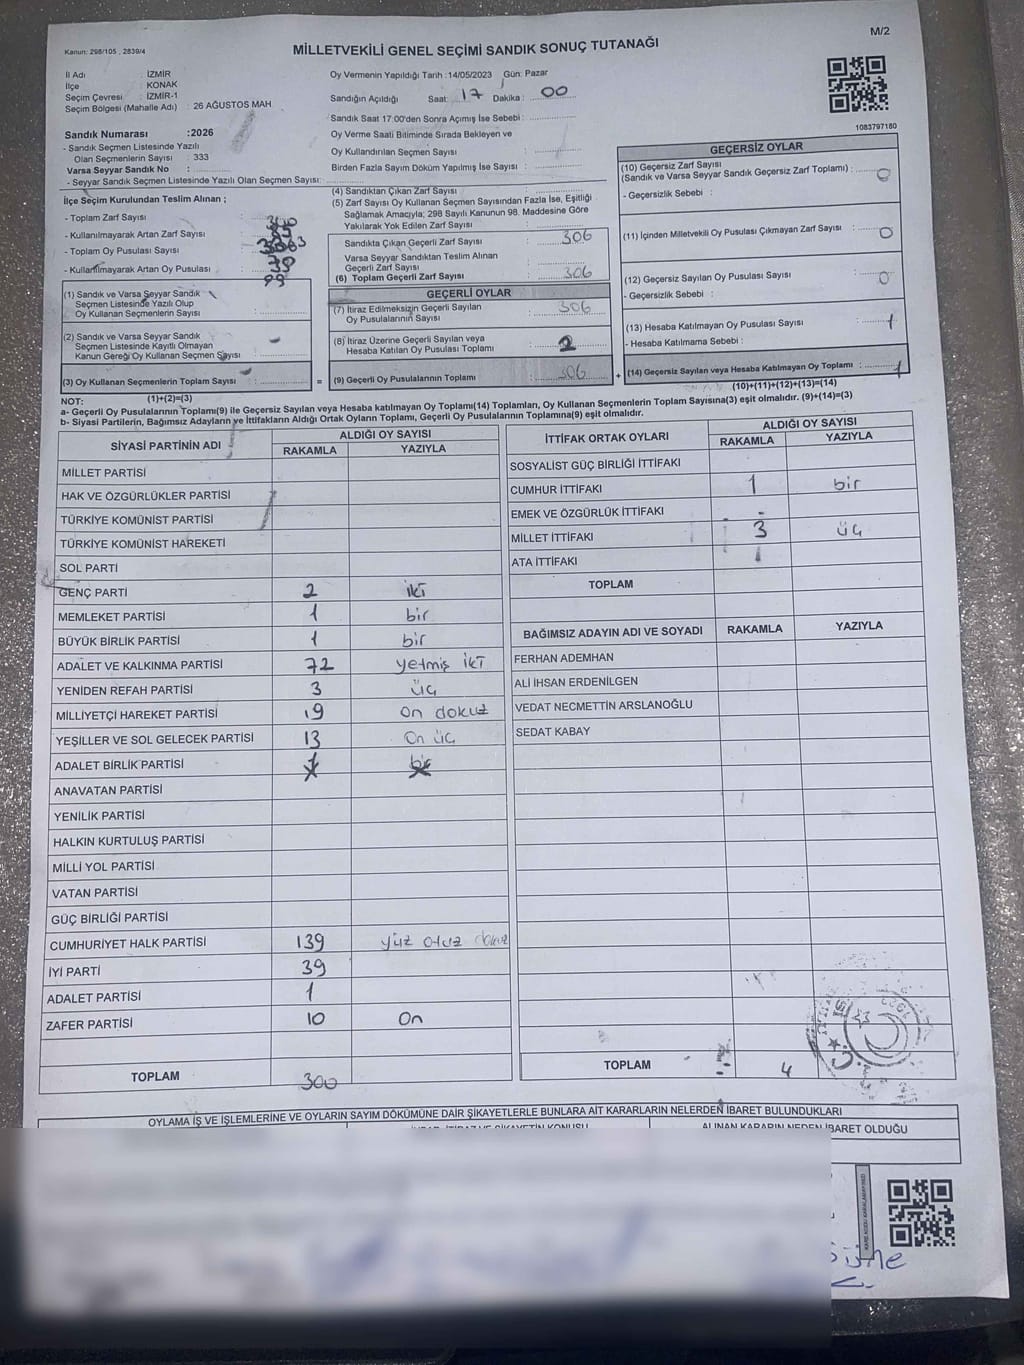 M/2
Kanun: 298/105 , 2839/4
MİLLETVEKİLİ GENEL SEÇİMİ SANDIK SONUÇ TUTANAĞI
İl Adı : İZMİR
İlçe : KONAK
Seçim Çevresi : İZMİR-1
Seçim Bölgesi (Mahalle Adı) : 26 AĞUSTOS MAH
Oy Vermenin Yapıldığı Tarih :14/05/2023 Gün: Pazar
Sandığın Açıldığı Saat: 17 Dakika: 00
Sandık Saat 17:00'den Sonra Açımış İse Sebebi :
Oy Verme Saati Bitiminde Sırada Bekleyen ve
Oy Kullandırılan Seçmen Sayısı :
Birden Fazla Sayım Döküm Yapılmış İse Sayısı :
1083797180
Sandık Numarası :2026
- Sandık Seçmen Listesinde Yazılı
Olan Seçmenlerin Sayısı : 333
Varsa Seyyar Sandık No :
- Seyyar Sandık Seçmen Listesinde Yazılı Olan Seçmen Sayısı:
İlçe Seçim Kurulundan Teslim Alınan ;
- Toplam Zarf Sayısı :
- Kullanılmayarak Artan Zarf Sayısı :
- Toplam Oy Pusulası Sayısı :
- Kullanılmayarak Artan Oy Pusulası :
(1) Sandık ve Varsa Seyyar Sandık
Seçmen Listesinde Yazılı Olup
Oy Kullanan Seçmenlerin Sayısı :
(2) Sandık ve Varsa Seyyar Sandık
Seçmen Listesinde Kayıtlı Olmayan
Kanun Gereği Oy Kullanan Seçmen Sayısı :
(3) Oy Kullanan Seçmenlerin Toplam Sayısı :
(1)+(2)=(3)
(4) Sandıktan Çıkan Zarf Sayısı :
(5) Zarf Sayısı Oy Kullanan Seçmen Sayısından Fazla İse, Eşitliği
Sağlamak Amacıyla; 298 Sayılı Kanunun 98. Maddesine Göre
Yakılarak Yok Edilen Zarf Sayısı :
Sandıkta Çıkan Geçerli Zarf Sayısı : 306
Varsa Seyyar Sandıktan Teslim Alınan
Geçerli Zarf Sayısı :
(6) Toplam Geçerli Zarf Sayısı : 306
GEÇERLİ OYLAR
(7) İtiraz Edilmeksizin Geçerli Sayılan
Oy Pusulalarının Sayısı : 306
(8) İtiraz Üzerine Geçerli Sayılan veya
Hesaba Katılan Oy Pusulası Toplamı : 2
= (9) Geçerli Oy Pusulalarının Toplamı : 306
GEÇERSİZ OYLAR
(10) Geçersiz Zarf Sayısı
(Sandık ve Varsa Seyyar Sandık Geçersiz Zarf Toplamı) : 0
- Geçersizlik Sebebi :
(11) İçinden Milletvekili Oy Pusulası Çıkmayan Zarf Sayısı : 0
(12) Geçersiz Sayılan Oy Pusulası Sayısı : 0
- Geçersizlik Sebebi :
(13) Hesaba Katılmayan Oy Pusulası Sayısı : 1
- Hesaba Katılmama Sebebi :
+ (14) Geçersiz Sayılan veya Hesaba Katılmayan Oy Toplamı : 1
(10)+(11)+(12)+(13)=(14)
NOT:
a- Geçerli Oy Pusulalarının Toplamı(9) ile Geçersiz Sayılan veya Hesaba katılmayan Oy Toplamı(14) Toplamları, Oy Kullanan Seçmenlerin Toplam Sayısına(3) eşit olmalıdır. (9)+(14)=(3)
b- Siyasi Partilerin, Bağımsız Adayların ve İttifakların Aldığı Ortak Oyların Toplamı, Geçerli Oy Pusulalarının Toplamına(9) eşit olmalıdır.
SİYASİ PARTİNİN ADI ALDIĞI OY SAYISI
RAKAMLA YAZIYLA
MİLLET PARTİSİ
HAK VE ÖZGÜRLÜKLER PARTİSİ
TÜRKİYE KOMÜNİST PARTİSİ
TÜRKİYE KOMÜNİST HAREKETİ
SOL PARTİ
GENÇ PARTİ 2 iki
MEMLEKET PARTİSİ 1 bir
BÜYÜK BİRLİK PARTİSİ 1 bir
ADALET VE KALKINMA PARTİSİ 72 yetmiş iki
YENİDEN REFAH PARTİSİ 3 üç
MİLLİYETÇİ HAREKET PARTİSİ 19 on dokuz
YEŞİLLER VE SOL GELECEK PARTİSİ 13 On üç
ADALET BİRLİK PARTİSİ
ANAVATAN PARTİSİ
YENİLİK PARTİSİ
HALKIN KURTULUŞ PARTİSİ
MİLLİ YOL PARTİSİ
VATAN PARTİSİ
GÜÇ BİRLİĞİ PARTİSİ
CUMHURİYET HALK PARTİSİ 139 yüz otuz dokuz
İYİ PARTİ 39
ADALET PARTİSİ 1
ZAFER PARTİSİ 10 On
TOPLAM 300
İTTİFAK ORTAK OYLARI ALDIĞI OY SAYISI
RAKAMLA YAZIYLA
SOSYALİST GÜÇ BİRLİĞİ İTTİFAKI
CUMHUR İTTİFAKI 1 bir
EMEK VE ÖZGÜRLÜK İTTİFAKI
MİLLET İTTİFAKI 3 üç
ATA İTTİFAKI
TOPLAM
BAĞIMSIZ ADAYIN ADI VE SOYADI RAKAMLA YAZIYLA
FERHAN ADEMHAN
ALİ İHSAN ERDENİLGEN
VEDAT NECMETTİN ARSLANOĞLU
SEDAT KABAY
TOPLAM 4
OYLAMA İŞ VE İŞLEMLERİNE VE OYLARIN SAYIM DÖKÜMÜNE DAİR ŞİKAYETLERLE BUNLARA AİT KARARLARIN NELERDEN İBARET BULUNDUKLARI
ALINAN KARARIN NEDEN İBARET OLDUĞU